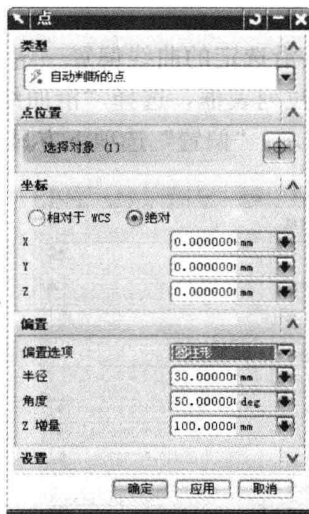 点
类型
自动判断的点
点位置
选择对象 (1)
坐标
相对于 WCS 绝对
X 0.000000 mm
Y 0.000000 mm
Z 0.000000 mm
偏置
偏置选项 圆柱形
半径 30.00000 mm
角度 50.00000 deg
Z 增量 100.0000 mm
设置
确定 应用 取消